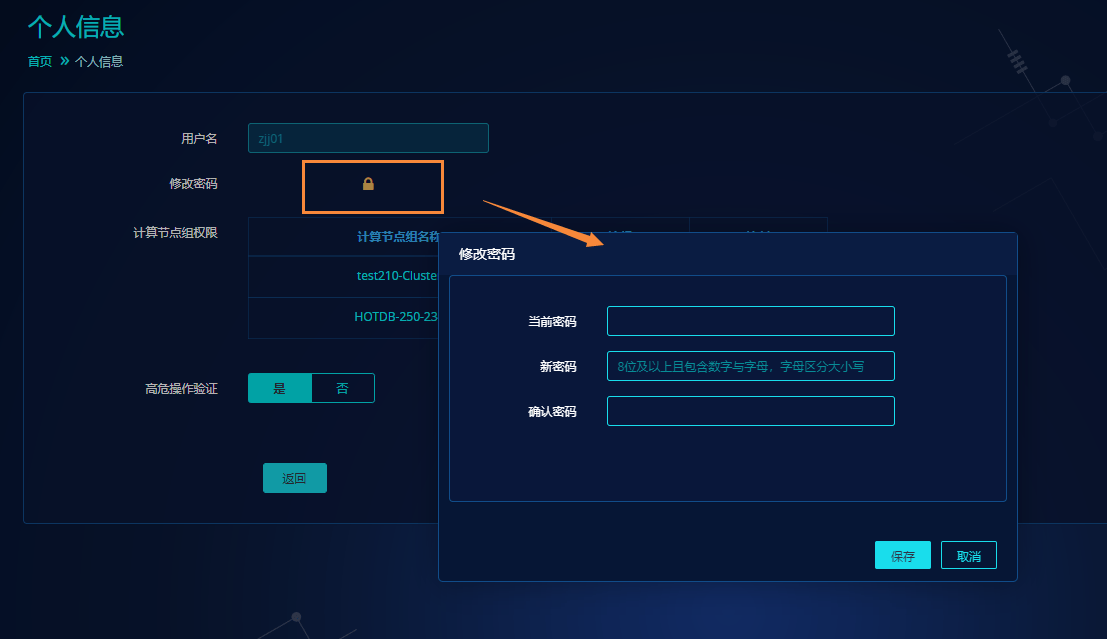 个人信息
首页 » 个人信息
用户名 zjj01
修改密码
计算节点组权限
计算节点组名称
test210-Cluste
HOTDB-250-23
高危操作验证 是 否
返回
修改密码
当前密码
新密码 8位及以上且包含数字与字母，字母区分大小写
确认密码
保存 取消